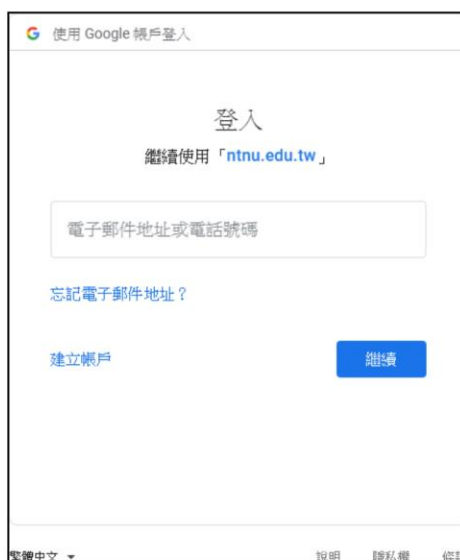 使用 Google 帳戶登入
登入
繼續使用「ntnu.edu.tw」
電子郵件地址或電話號碼
忘記電子郵件地址？
建立帳戶
繼續
繁體中文
說明 隱私權